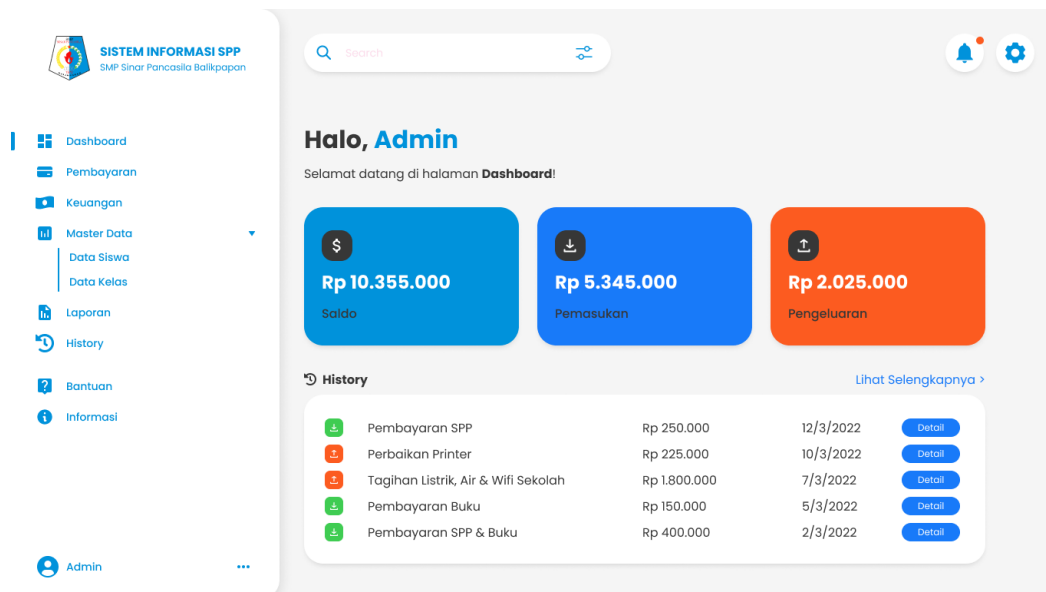 SISTEM INFORMASI SPP
SMP Sinar Pancasila Balikpapan
Dashboard
Pembayaran
Keuangan
Master Data
Data Siswa
Data Kelas
Laporan
History
Bantuan
Informasi
Admin
Search
Halo, Admin
Selamat datang di halaman Dashboard!
$
Rp 10.355.000
Saldo
Rp 5.345.000
Pemasukan
Rp 2.025.000
Pengeluaran
History
Lihat Selengkapnya >
Pembayaran SPP Rp 250.000 12/3/2022 Detail
Perbaikan Printer Rp 225.000 10/3/2022 Detail
Tagihan Listrik, Air & Wifi Sekolah Rp 1.800.000 7/3/2022 Detail
Pembayaran Buku Rp 150.000 5/3/2022 Detail
Pembayaran SPP & Buku Rp 400.000 2/3/2022 Detail